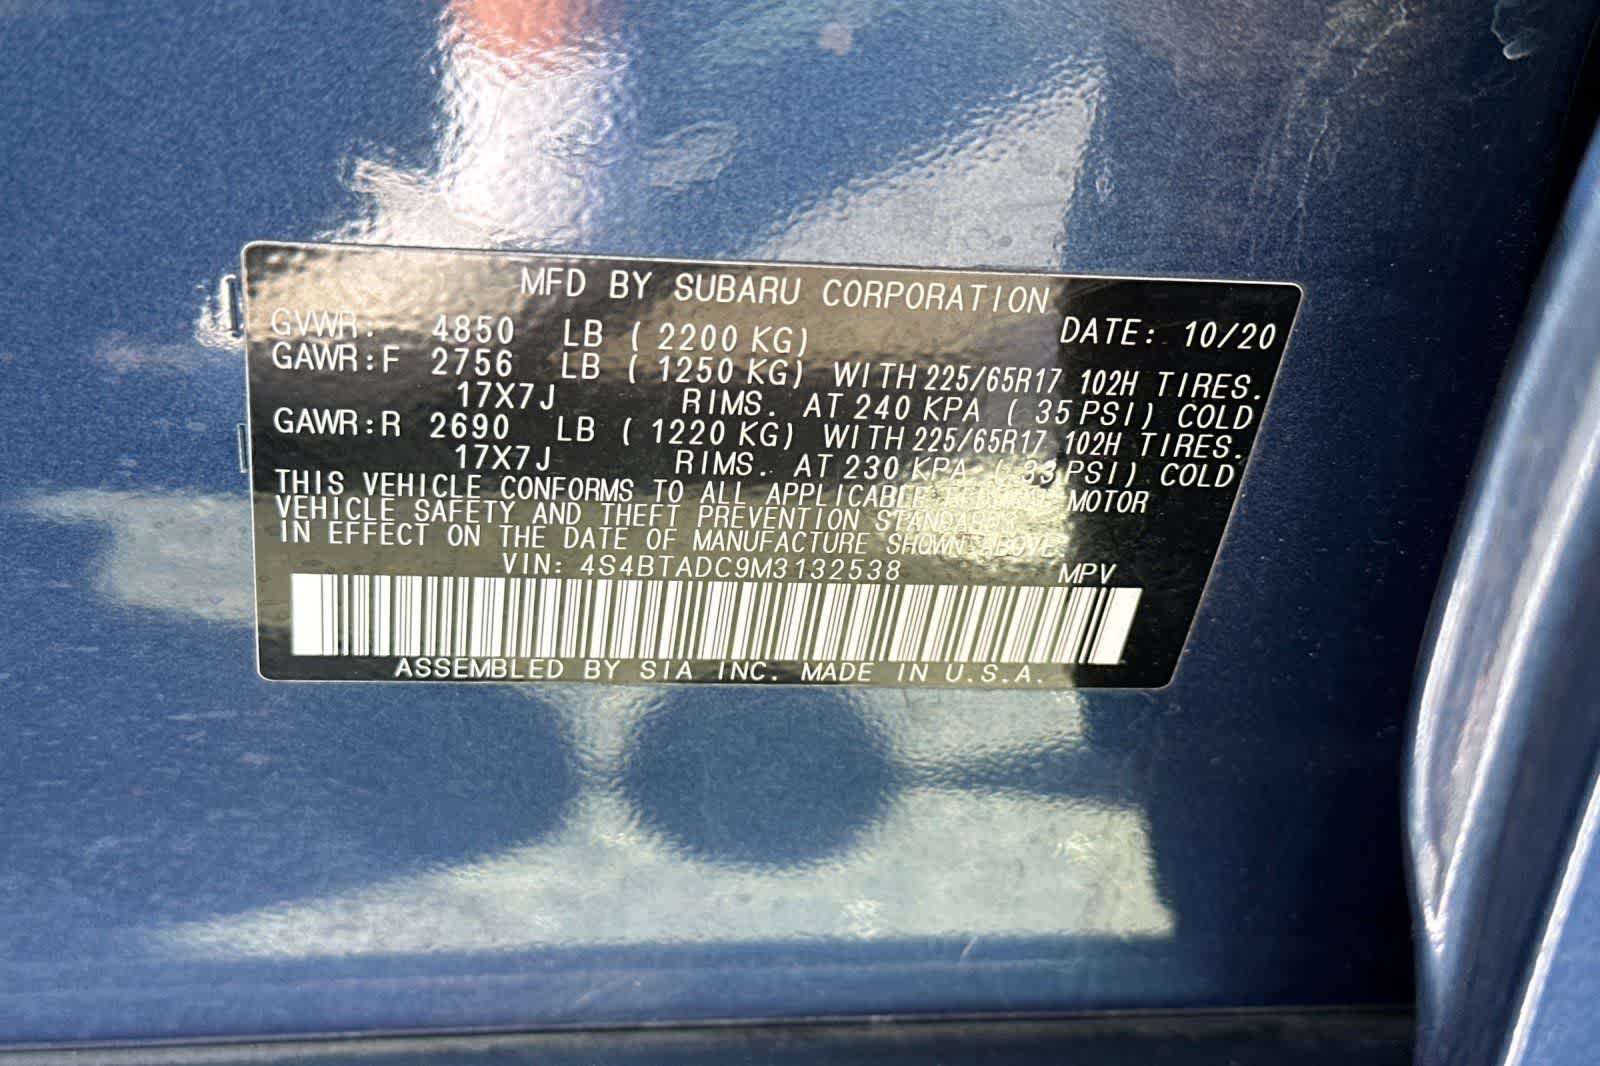 MFD BY SUBARU CORPORATION
GVWR: 4850 LB ( 2200 KG) DATE: 10/20
GAWR:F 2756 LB ( 1250 KG) WITH 225/65R17 102H TIRES.
17X7J RIMS. AT 240 KPA ( 35 PSI) COLD
GAWR:R 2690 LB ( 1220 KG) WITH 225/65R17 102H TIRES.
17X7J RIMS. AT 230 KPA ( 33 PSI) COLD
THIS VEHICLE CONFORMS TO ALL APPLICABLE FEDERAL MOTOR
VEHICLE SAFETY AND THEFT PREVENTION STANDARDS
IN EFFECT ON THE DATE OF MANUFACTURE SHOWN ABOVE.
VIN: 4S4BTADC9M3132538 MPV
ASSEMBLED BY SIA INC. MADE IN U.S.A.